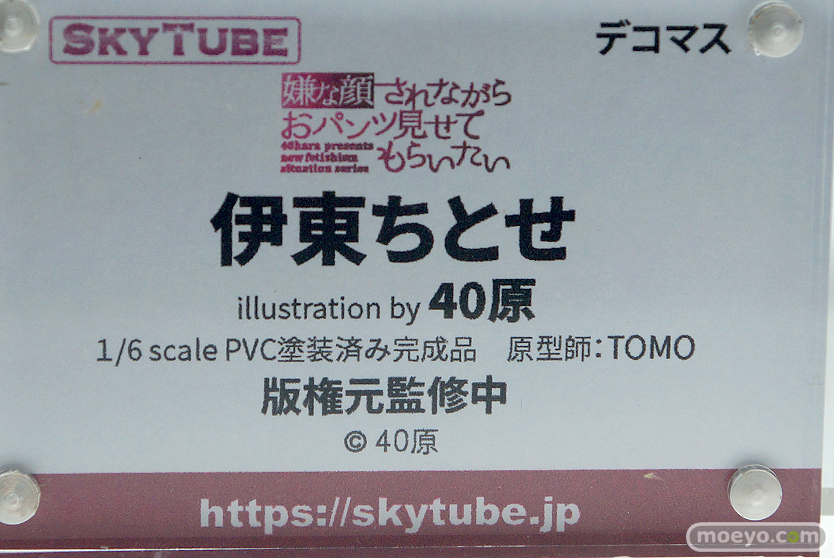 SKYTUBE
デコマス
嫌な顔されながら
おパンツ見せて
もらいたい
40hara presents
new fetishism
situation series
伊東ちとせ
illustration by 40原
1/6 scale PVC塗装済み完成品 原型師：TOMO
版権元監修中
© 40原
https://skytube.jp
moeyo.com